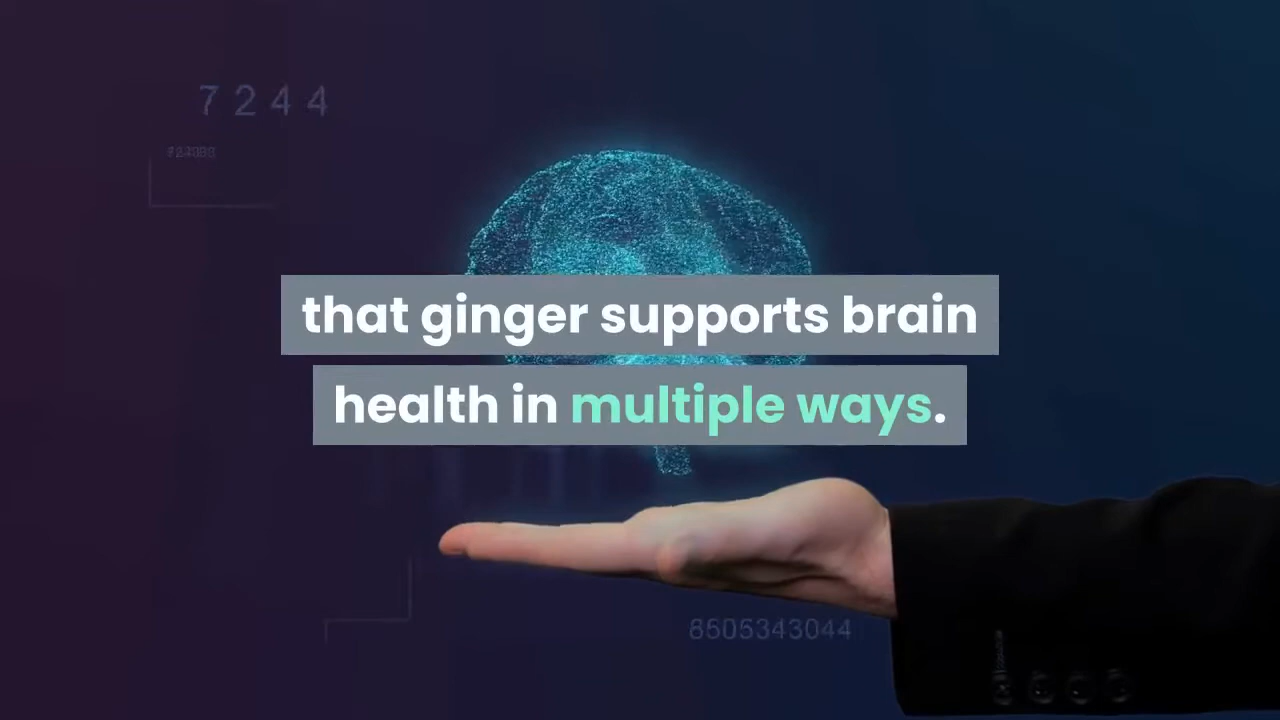 7244
that ginger supports brain
health in multiple ways.
6505343044